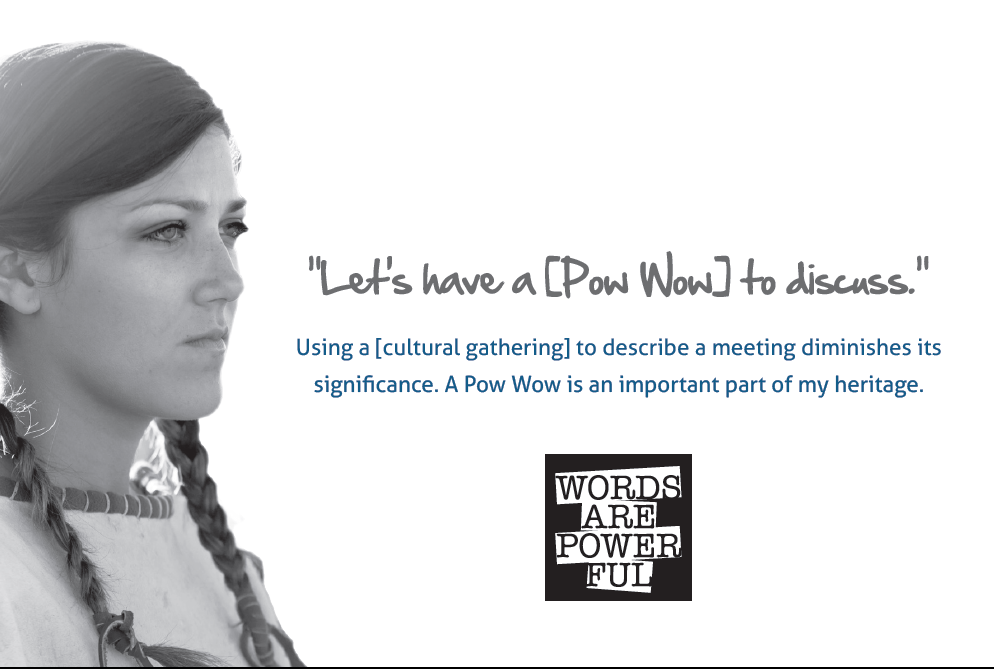 "Let's have a [Pow Wow] to discuss."
Using a [cultural gathering] to describe a meeting diminishes its
significance. A Pow Wow is an important part of my heritage.
WORDS
ARE
POWER
FUL